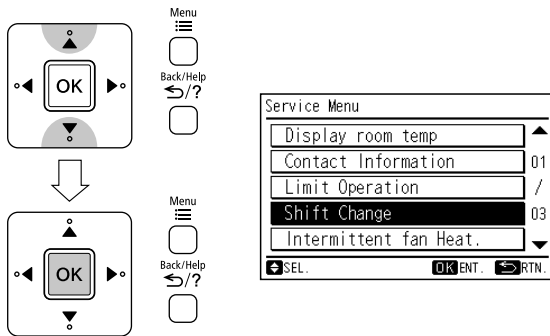 Menu
OK
Back/Help
/?
Service Menu
Display room temp
Contact Information
01
Limit Operation
/
Shift Change
03
Intermittent fan Heat.
SEL.
OK ENT.
RTN.
Menu
OK
Back/Help
/?